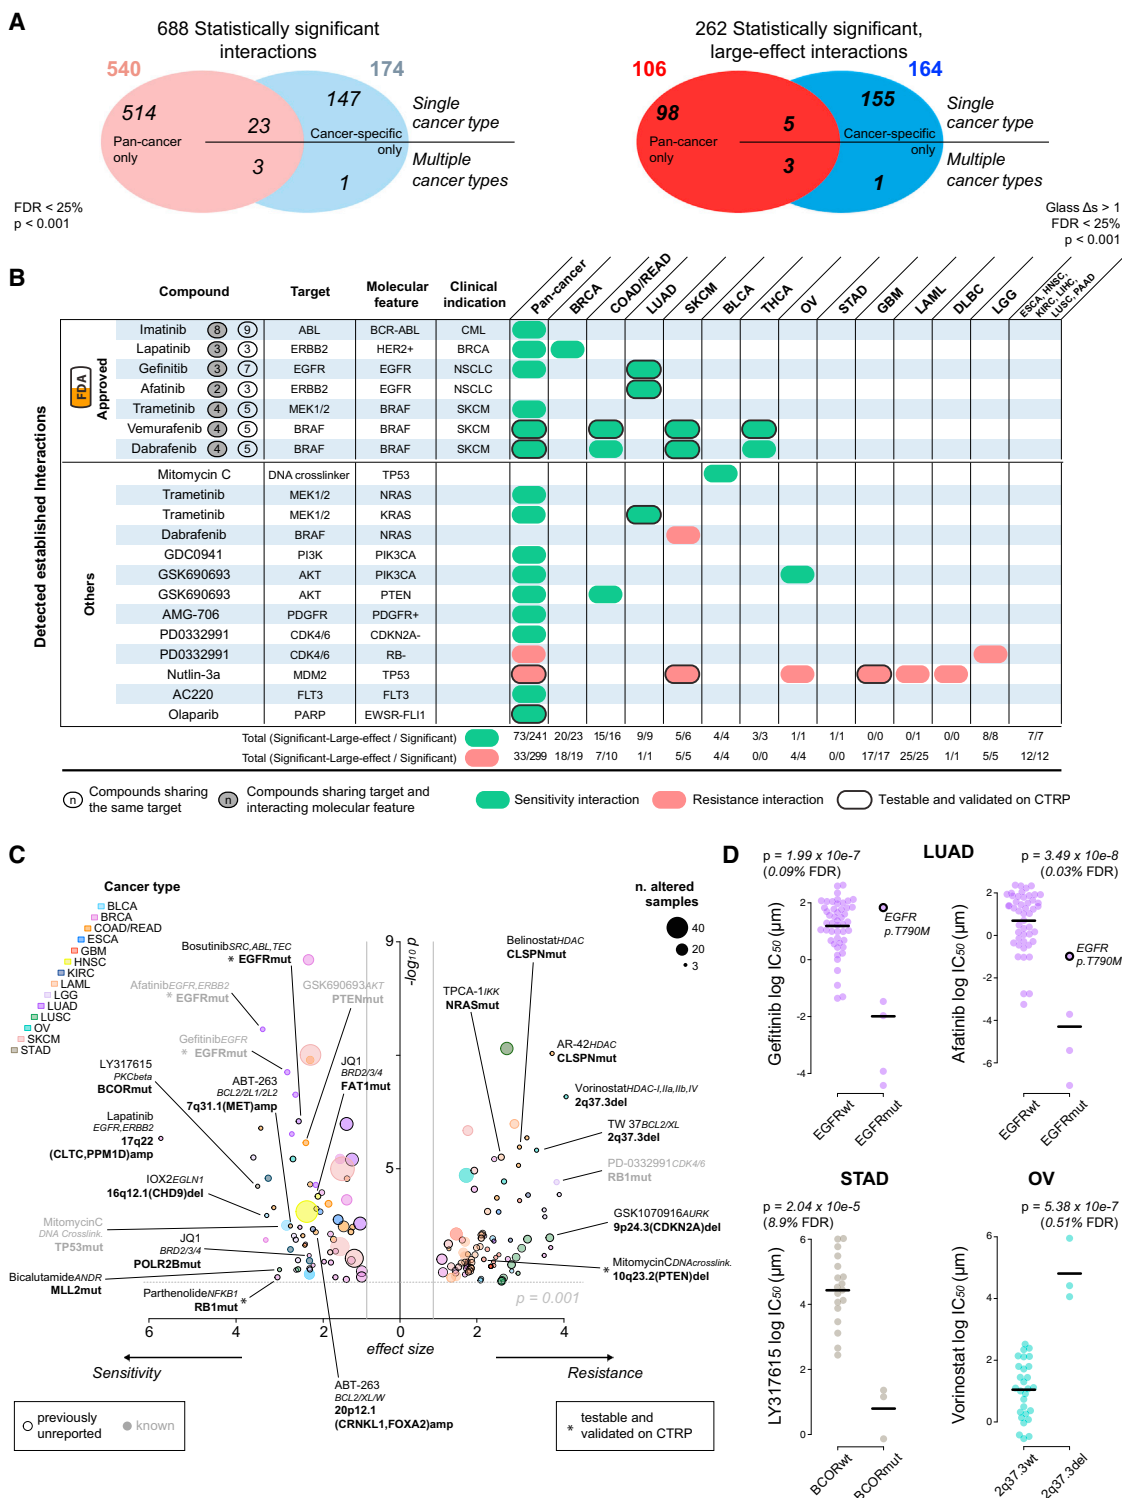 A
688 Statistically significant
interactions
540
174
514
147
23
3
1
Pan-cancer
only
Cancer-specific
only
Single
cancer type
Multiple
cancer types
FDR < 25%
p < 0.001
262 Statistically significant,
large-effect interactions
106
164
98
155
5
3
1
Pan-cancer
only
Cancer-specific
only
Single
cancer type
Multiple
cancer types
Glass Δs > 1
FDR < 25%
p < 0.001
B
Compound Target Molecular feature Clinical indication Pan-cancer BRCA COAD/READ LUAD SKCM BLCA THCA OV STAD GBM LAML DLBC LGG ESCA, HNSC, KIRC, LIHC, LUSC, PAAD
Detected established Interactions
FDA
Approved
Imatinib 8 9 ABL BCR-ABL CML
Lapatinib 3 3 ERBB2 HER2+ BRCA
Gefinitib 3 7 EGFR EGFR NSCLC
Afatinib 2 3 ERBB2 EGFR NSCLC
Trametinib 4 5 MEK1/2 BRAF SKCM
Vemurafenib 4 5 BRAF BRAF SKCM
Dabrafenib 4 5 BRAF BRAF SKCM
Others
Mitomycin C DNA crosslinker TP53
Trametinib MEK1/2 NRAS
Trametinib MEK1/2 KRAS
Dabrafenib BRAF NRAS
GDC0941 PI3K PIK3CA
GSK690693 AKT PIK3CA
GSK690693 AKT PTEN
AMG-706 PDGFR PDGFR+
PD0332991 CDK4/6 CDKN2A-
PD0332991 CDK4/6 RB-
Nutlin-3a MDM2 TP53
AC220 FLT3 FLT3
Olaparib PARP EWSR-FLI1
Total (Significant-Large-effect / Significant) 73/241 20/23 15/16 9/9 5/6 4/4 3/3 1/1 1/1 0/0 0/1 0/0 8/8 7/7
Total (Significant-Large-effect / Significant) 33/299 18/19 7/10 1/1 5/5 4/4 0/0 4/4 0/0 17/17 25/25 1/1 5/5 12/12
n Compounds sharing
the same target
n Compounds sharing target and
interacting molecular feature
Sensitivity interaction
Resistance interaction
Testable and validated on CTRP
C
Cancer type
BLCA
BRCA
COAD/READ
ESCA
GBM
HNSC
KIRC
LAML
LGG
LUAD
LUSC
OV
SKCM
STAD
n. altered
samples
40
20
3
-log10 p
9
5
Bosutinib SRC,ABL,TEC
* EGFRmut
Afatinib EGFR,ERBB2
* EGFRmut
GSK690693 AKT
PTENmut
Gefitinib EGFR
* EGFRmut
LY317615
PKCbeta
BCORmut
ABT-263
BCL2/2L1/2L2
7q31.1(MET)amp
JQ1
BRD2/3/4
FAT1mut
Lapatinib
EGFR,ERBB2
17q22
(CLTC,PPM1D)amp
IOX2 EGLN1
16q12.1(CHD9)del
MitomycinC
DNA Crosslink.
TP53mut
JQ1
BRD2/3/4
POLR2Bmut
Bicalutamide ANDR
MLL2mut
Parthenolide NFKB1
RB1mut *
Belinostat HDAC
CLSPNmut
TPCA-1 IKK
NRASmut
AR-42 HDAC
CLSPNmut
Vorinostat HDAC-I,IIa,IIb,IV
2q37.3del
TW 37 BCL2/XL
2q37.3del
PD-0332991 CDK4/6
RB1mut
GSK1070916 AURK
9p24.3(CDKN2A)del
MitomycinC DNAcrosslink.
* 10q23.2(PTEN)del
p = 0.001
6 4 2 0 2 4
effect size
Sensitivity
Resistance
ABT-263
BCL2/XL/W
20p12.1
(CRNKL1,FOXA2)amp
previously
unreported
known
* testable and
validated on CTRP
D
LUAD
p = 1.99 x 10e-7
(0.09% FDR)
Gefitinib log IC50 (μm)
2
0
-2
-4
EGFR
p.T790M
EGFRwt
EGFRmut
p = 3.49 x 10e-8
(0.03% FDR)
Afatinib log IC50 (μm)
2
0
-2
-4
-6
EGFR
p.T790M
EGFRwt
EGFRmut
STAD
p = 2.04 x 10e-5
(8.9% FDR)
LY317615 log IC50 (μm)
6
4
2
0
BCORwt
BCORmut
OV
p = 5.38 x 10e-7
(0.51% FDR)
Vorinostat log IC50 (μm)
6
4
2
0
2q37.3wt
2q37.3del